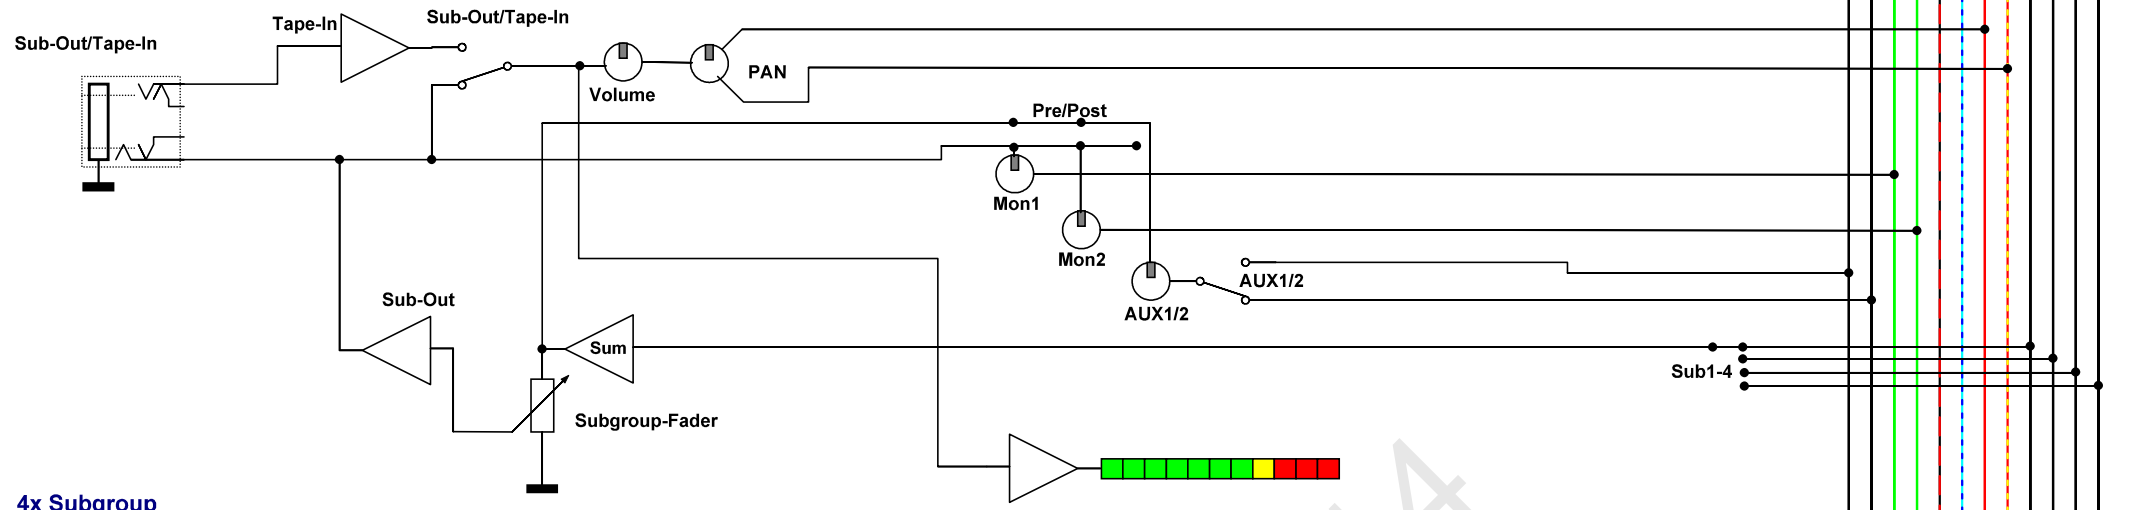 Sub-Out/Tape-In
Tape-In
Sub-Out/Tape-In
Volume
PAN
Pre/Post
Mon1
Mon2
AUX1/2
AUX1/2
Sub-Out
Sum
Subgroup-Fader
Sub1-4
4x Subgroup
4